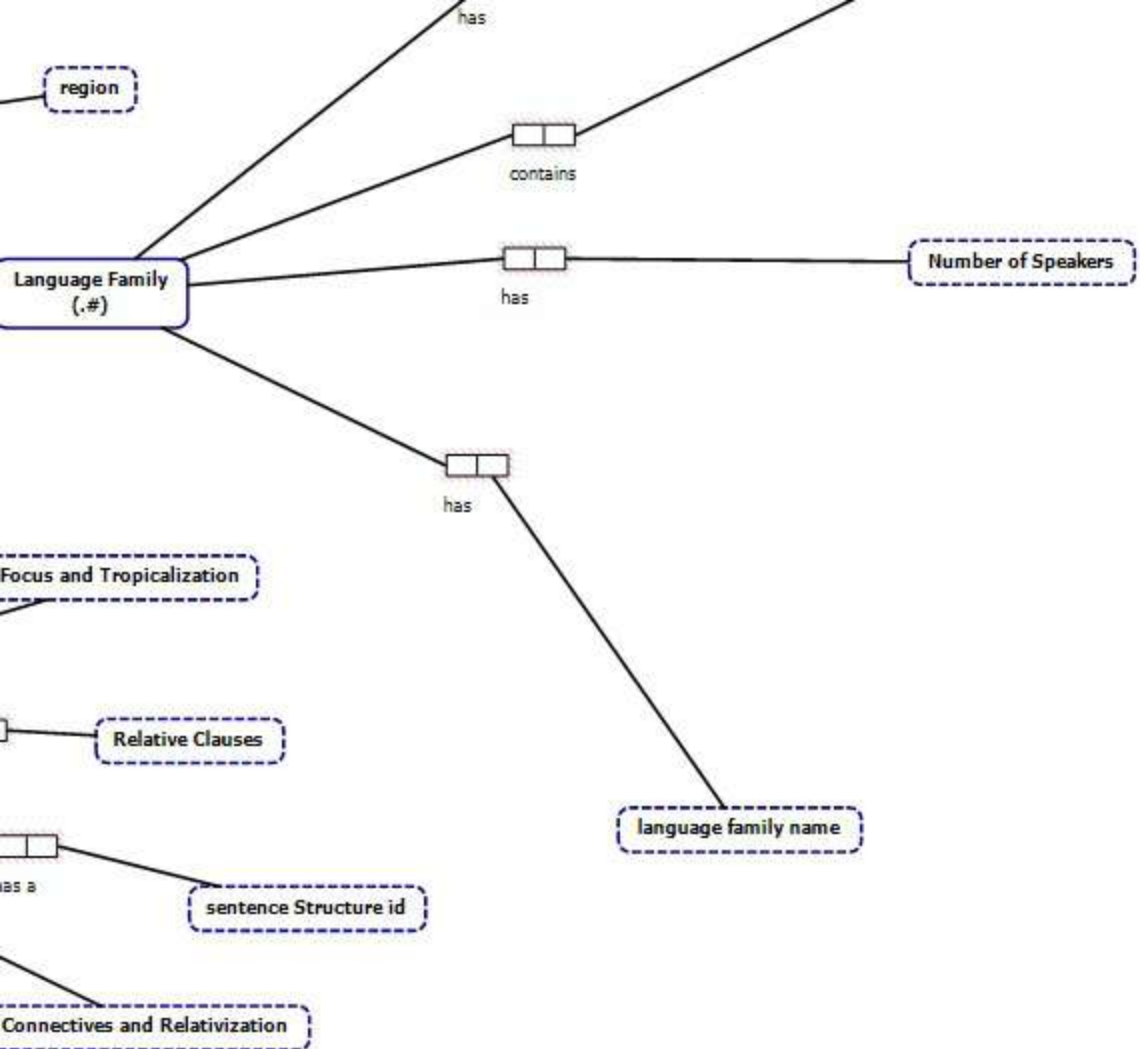 has
region
contains
Language Family
(.#)
Number of Speakers
has
has
Focus and Tropicalization
Relative Clauses
as a
language family name
sentence Structure id
Connectives and Relativization